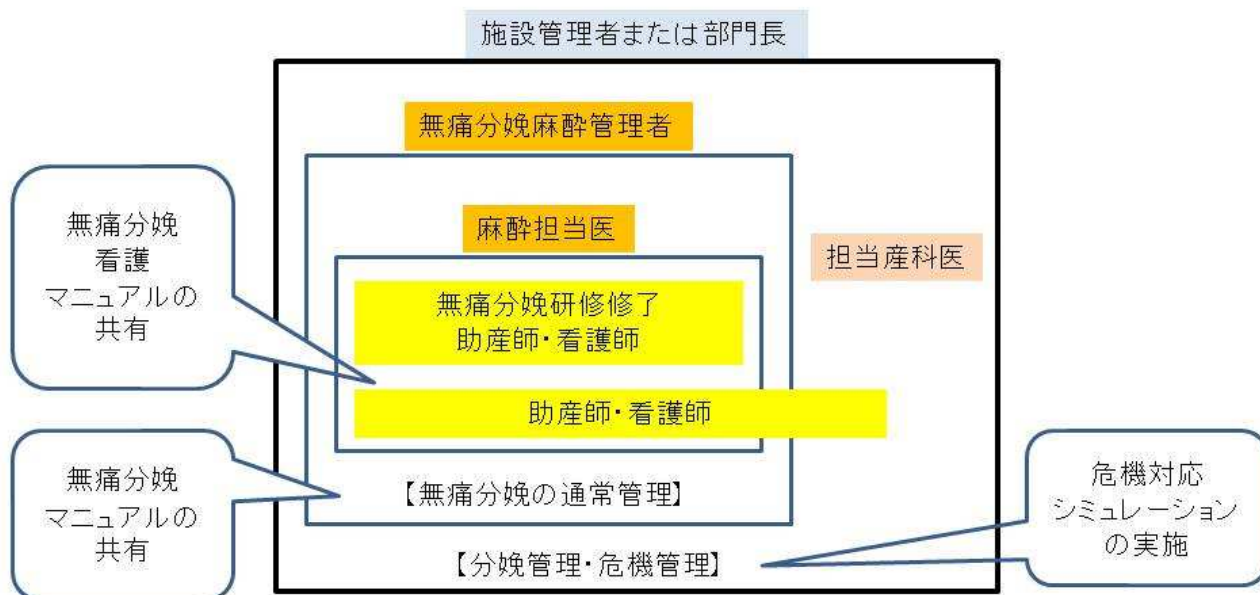 施設管理者または部門長
無痛分娩麻酔管理者
麻酔担当医
担当産科医
無痛分娩研修修了
助産師・看護師
助産師・看護師
【無痛分娩の通常管理】
【分娩管理・危機管理】
無痛分娩
看護
マニュアルの
共有
無痛分娩
マニュアルの
共有
危機対応
シミュレーション
の実施